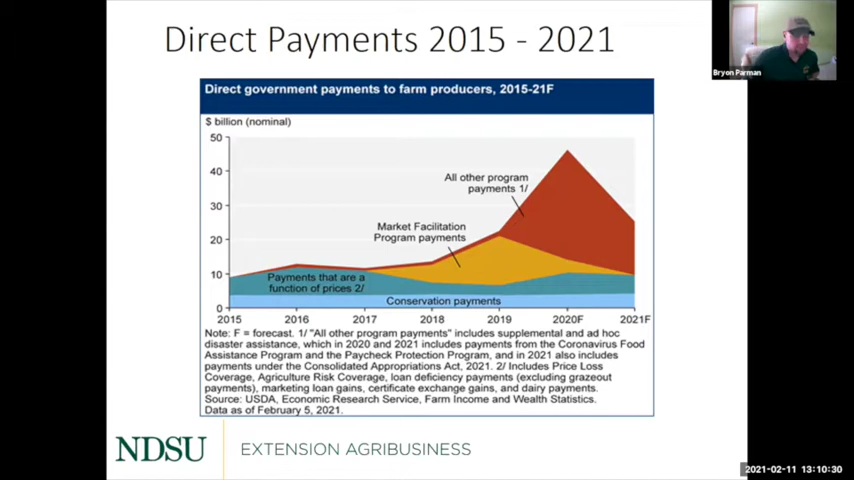 Direct Payments 2015 - 2021
Bryon Parman
Direct government payments to farm producers, 2015-21F
$ billion (nominal)
50
40
30
20
10
0
All other program
payments 1/
Market Facilitation
Program payments
Payments that are a
function of prices 2/
Conservation payments
2015 2016 2017 2018 2019 2020F 2021F
Note: F = forecast. 1/ "All other program payments" includes supplemental and ad hoc
disaster assistance, which in 2020 and 2021 includes payments from the Coronavirus Food
Assistance Program and the Paycheck Protection Program, and in 2021 also includes
payments under the Consolidated Appropriations Act, 2021. 2/ Includes Price Loss
Coverage, Agriculture Risk Coverage, loan deficiency payments (excluding grazeout
payments), marketing loan gains, certificate exchange gains, and dairy payments.
Source: USDA, Economic Research Service, Farm Income and Wealth Statistics.
Data as of February 5, 2021.
NDSU EXTENSION AGRIBUSINESS
2021-02-11 13:10:30